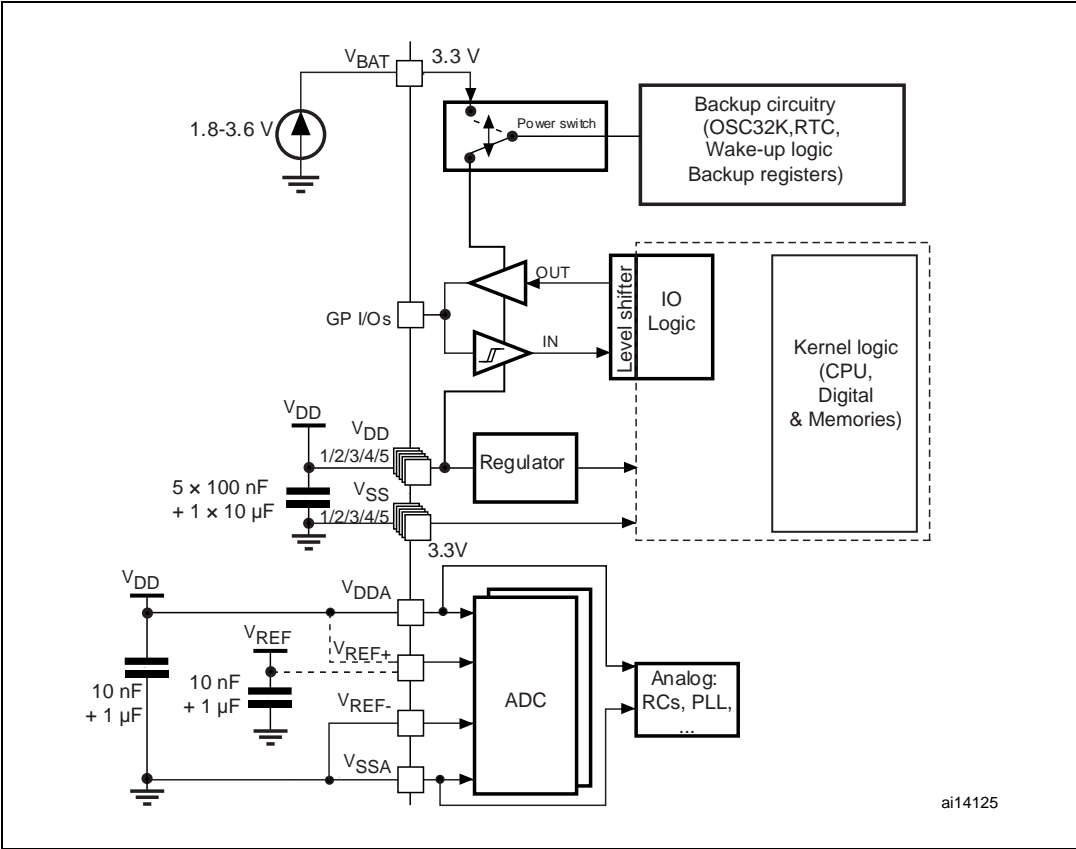 VBAT
3.3 V
1.8-3.6 V
Power switch
Backup circuitry
(OSC32K,RTC,
Wake-up logic
Backup registers)
GP I/Os
OUT
IN
Level shifter
IO
Logic
Kernel logic
(CPU,
Digital
& Memories)
VDD
VDD
1/2/3/4/5
Regulator
5 × 100 nF
+ 1 × 10 µF
VSS
1/2/3/4/5
3.3V
VDD
VDDA
VREF
VREF+
10 nF
+ 1 µF
10 nF
+ 1 µF
VREF-
VSSA
ADC
Analog:
RCs, PLL,
...
ai14125